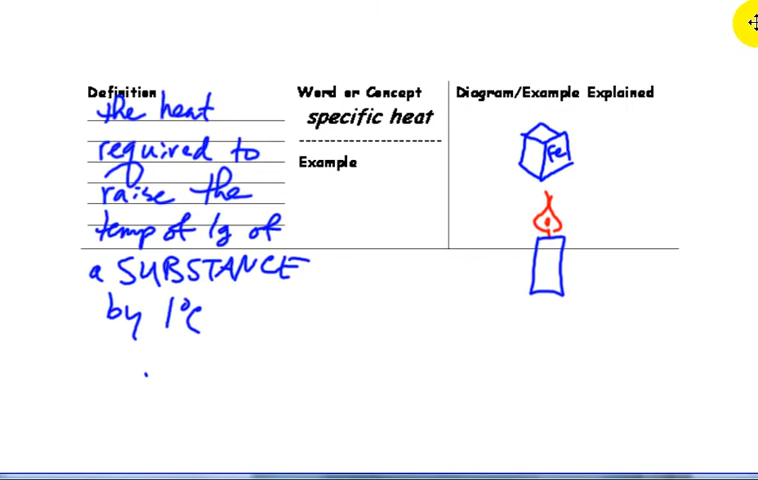 Definition
the heat
required to
raise the
temp of 1g of
a SUBSTANCE
by 1°C
Word or Concept
specific heat
Example
Diagram/Example Explained
Fe